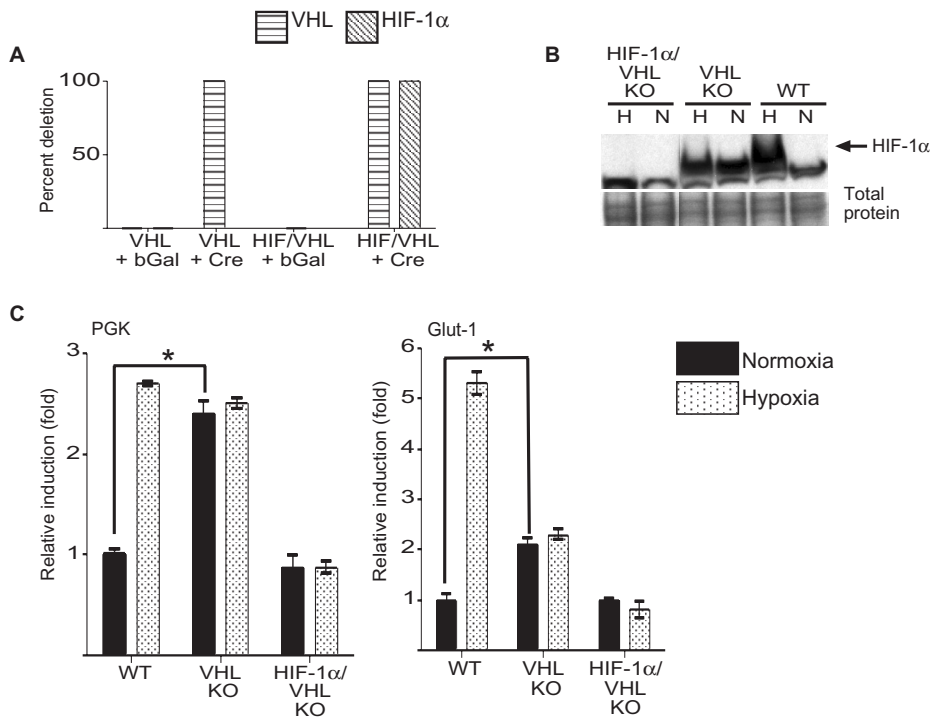 VHL HIF-1α
A
100
50
Percent deletion
VHL + bGal
VHL + Cre
HIF/VHL + bGal
HIF/VHL + Cre
B
HIF-1α/ VHL KO
VHL KO
WT
H N H N H N
HIF-1α
Total protein
C
PGK
3
2
1
*
Relative induction (fold)
WT
VHL KO
HIF-1α/ VHL KO
Glut-1
6
5
4
3
2
1
*
Relative induction (fold)
WT
VHL KO
HIF-1α/ VHL KO
Normoxia
Hypoxia